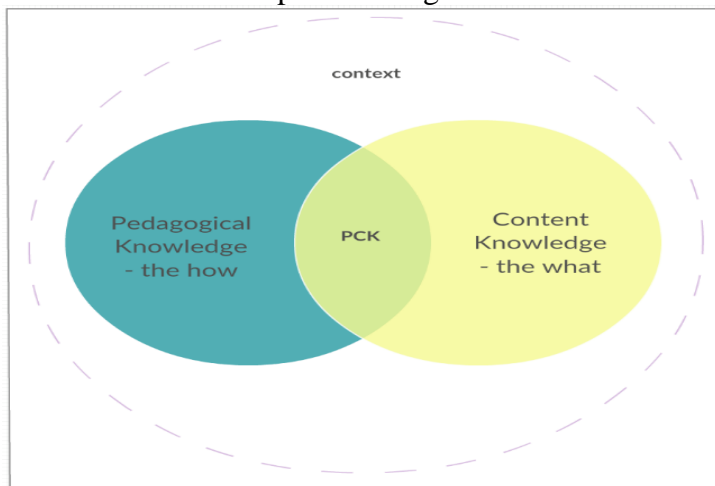 context
Pedagogical
Knowledge
- the how
PCK
Content
Knowledge
- the what